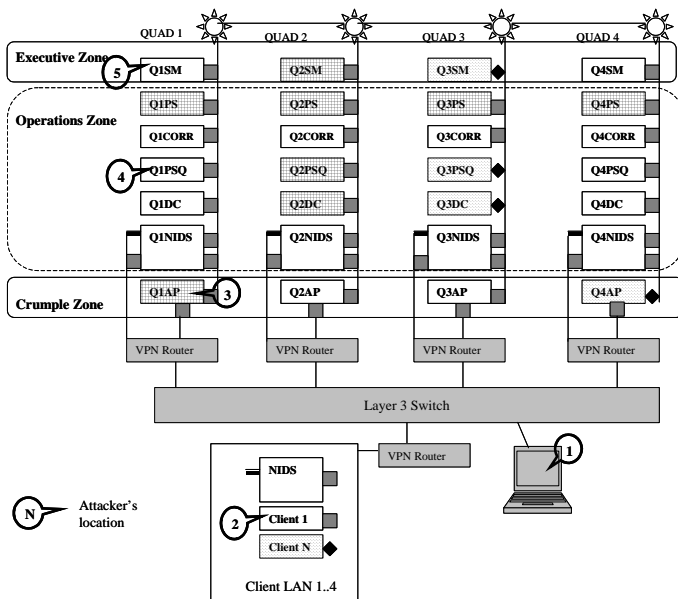 QUAD 1
QUAD 2
QUAD 3
QUAD 4
Executive Zone
5
Q1SM
Q2SM
Q3SM
Q4SM
Operations Zone
Q1PS
Q2PS
Q3PS
Q4PS
Q1CORR
Q2CORR
Q3CORR
Q4CORR
4
Q1PSQ
Q2PSQ
Q3PSQ
Q4PSQ
Q1DC
Q2DC
Q3DC
Q4DC
Q1NIDS
Q2NIDS
Q3NIDS
Q4NIDS
Crumple Zone
Q1AP
3
Q2AP
Q3AP
Q4AP
VPN Router
VPN Router
VPN Router
VPN Router
Layer 3 Switch
VPN Router
1
NIDS
2
Client 1
Client N
Client LAN 1..4
N
Attacker's
location